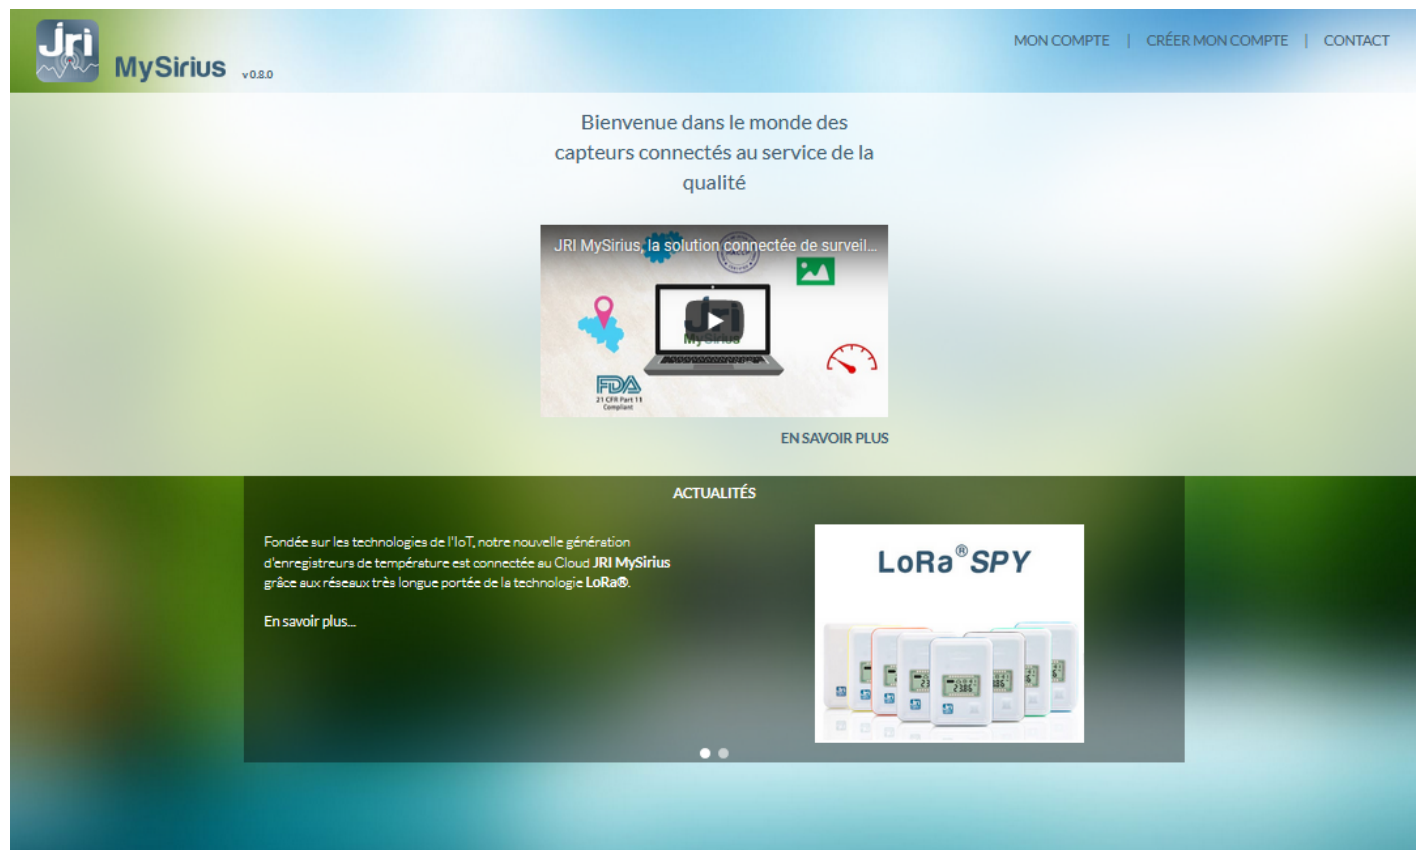 Jri
MySirius v 0.8.0
MON COMPTE | CRÉER MON COMPTE | CONTACT
Bienvenue dans le monde des
capteurs connectés au service de la
qualité
JRI MySirius, la solution connectée de surveil...
HACCP
Jri
MySirius
FDA
21 CFR Part 11
Compliant
EN SAVOIR PLUS
ACTUALITÉS
Fondée sur les technologies de l'IoT, notre nouvelle génération
d'enregistreurs de température est connectée au Cloud JRI MySirius
grâce aux réseaux très longue portée de la technologie LoRa®.
En savoir plus...
LoRa®SPY